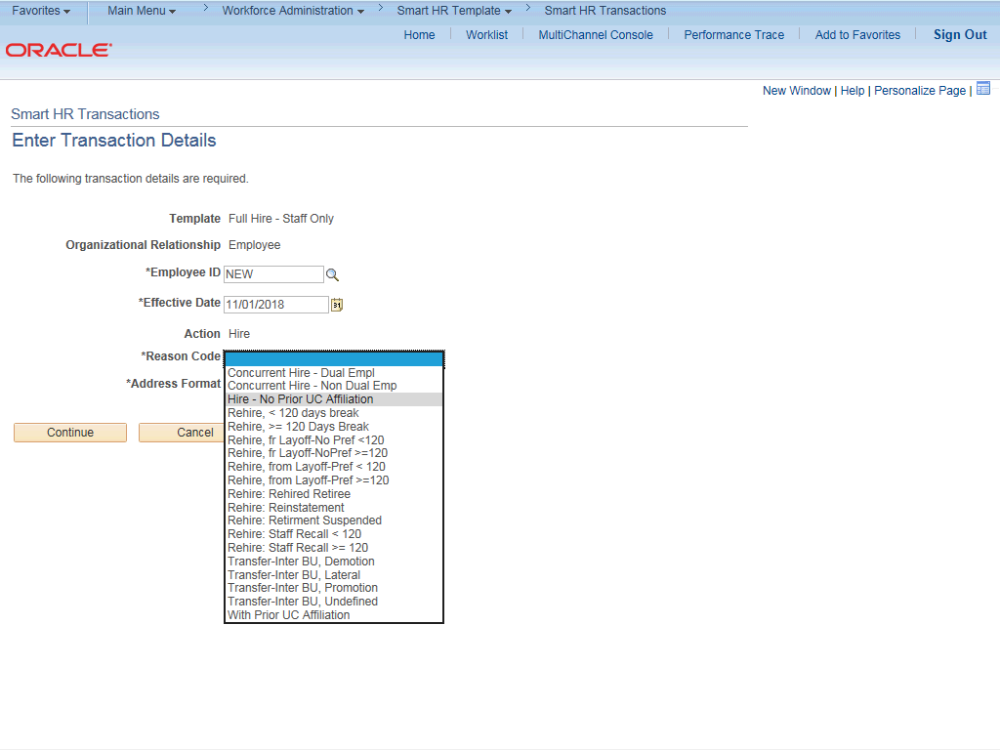 Favorites Main Menu > Workforce Administration > Smart HR Template > Smart HR Transactions
Home Worklist MultiChannel Console Performance Trace Add to Favorites Sign Out
ORACLE
New Window | Help | Personalize Page |
Smart HR Transactions
Enter Transaction Details
The following transaction details are required.
Template Full Hire - Staff Only
Organizational Relationship Employee
*Employee ID NEW
*Effective Date 11/01/2018
Action Hire
*Reason Code
*Address Format
Concurrent Hire - Dual Empl
Concurrent Hire - Non Dual Emp
Hire - No Prior UC Affiliation
Rehire, < 120 days break
Rehire, >= 120 Days Break
Rehire, fr Layoff-No Pref <120
Rehire, fr Layoff-NoPref >=120
Rehire, from Layoff-Pref < 120
Rehire, from Layoff-Pref >=120
Rehire: Rehired Retiree
Rehire: Reinstatement
Rehire: Retirment Suspended
Rehire: Staff Recall < 120
Rehire: Staff Recall >= 120
Transfer-Inter BU, Demotion
Transfer-Inter BU, Lateral
Transfer-Inter BU, Promotion
Transfer-Inter BU, Undefined
With Prior UC Affiliation
Continue Cancel